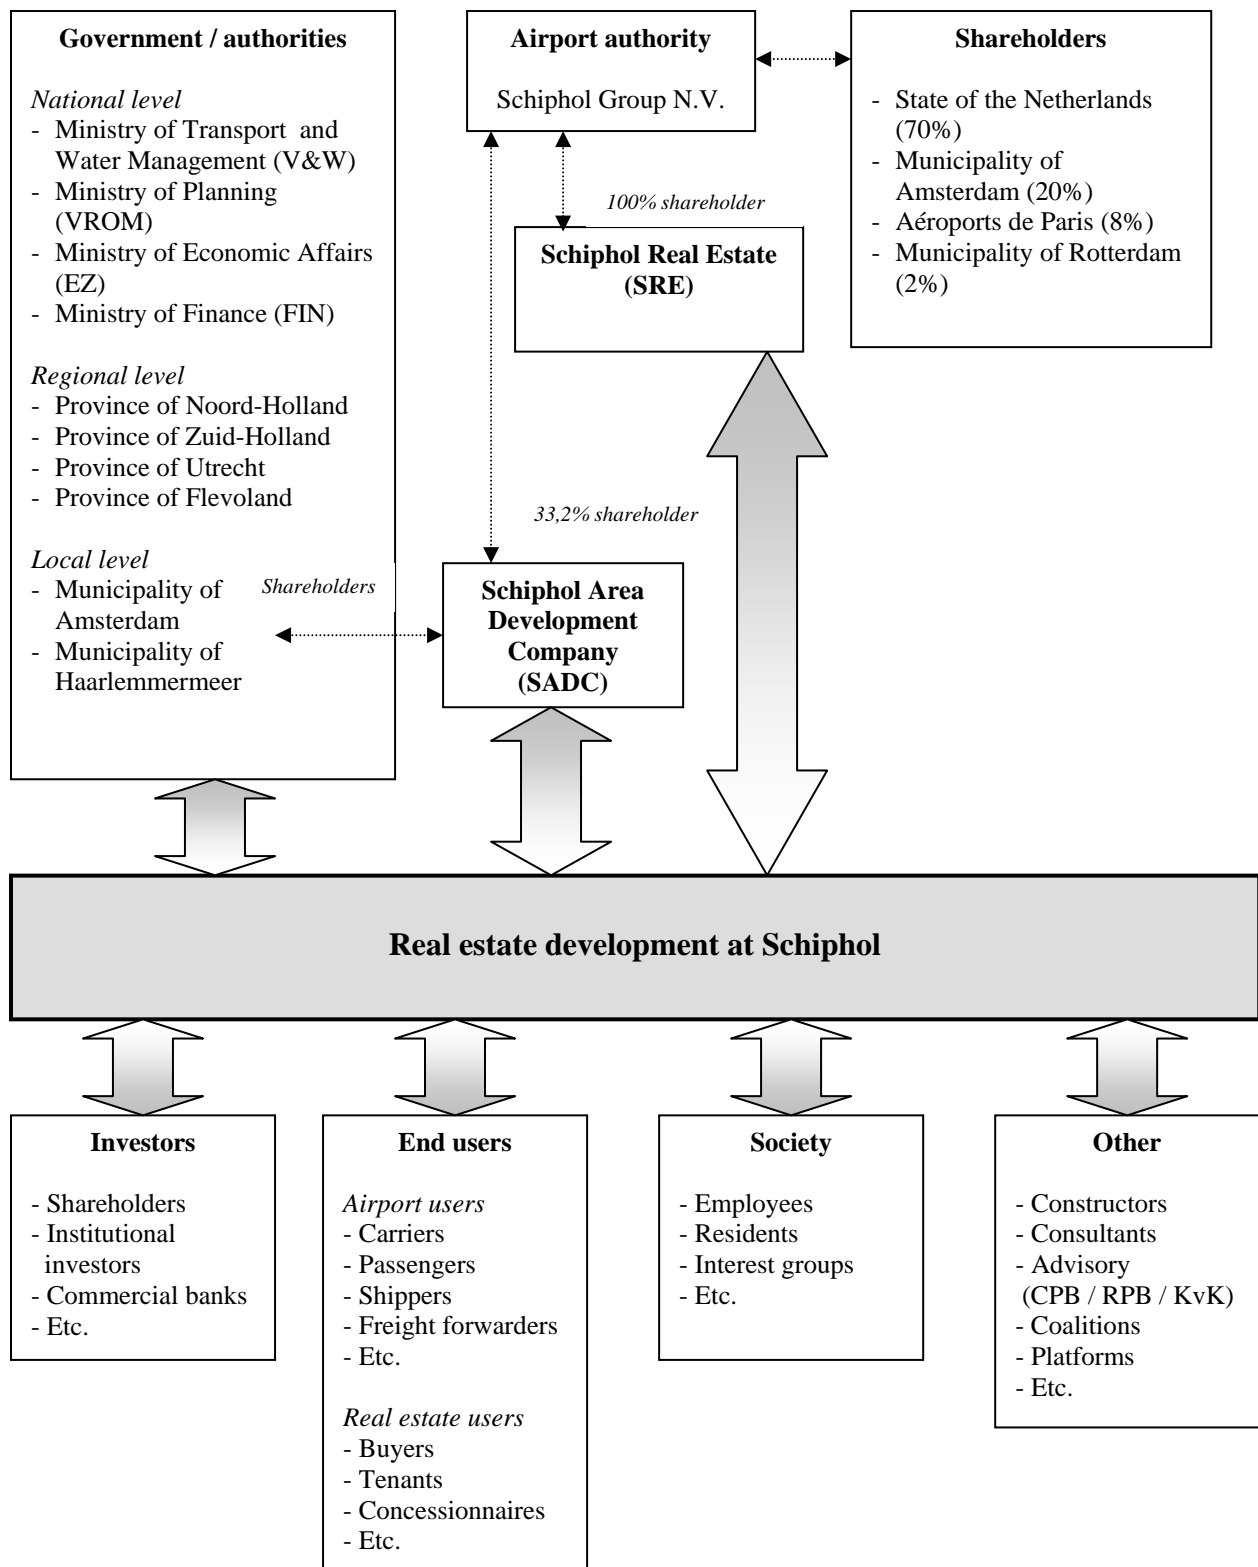 Government / authorities
National level
- Ministry of Transport and
Water Management (V&W)
- Ministry of Planning
(VROM)
- Ministry of Economic Affairs
(EZ)
- Ministry of Finance (FIN)
Regional level
- Province of Noord-Holland
- Province of Zuid-Holland
- Province of Utrecht
- Province of Flevoland
Local level
- Municipality of
Amsterdam
- Municipality of
Haarlemmermeer
Shareholders
Airport authority
Schiphol Group N.V.
100% shareholder
Schiphol Real Estate
(SRE)
33,2% shareholder
Schiphol Area
Development
Company
(SADC)
Shareholders
- State of the Netherlands
(70%)
- Municipality of
Amsterdam (20%)
- Aéroports de Paris (8%)
- Municipality of Rotterdam
(2%)
Real estate development at Schiphol
Investors
- Shareholders
- Institutional
investors
- Commercial banks
- Etc.
End users
Airport users
- Carriers
- Passengers
- Shippers
- Freight forwarders
- Etc.
Real estate users
- Buyers
- Tenants
- Concessionnaires
- Etc.
Society
- Employees
- Residents
- Interest groups
- Etc.
Other
- Constructors
- Consultants
- Advisory
(CPB / RPB / KvK)
- Coalitions
- Platforms
- Etc.